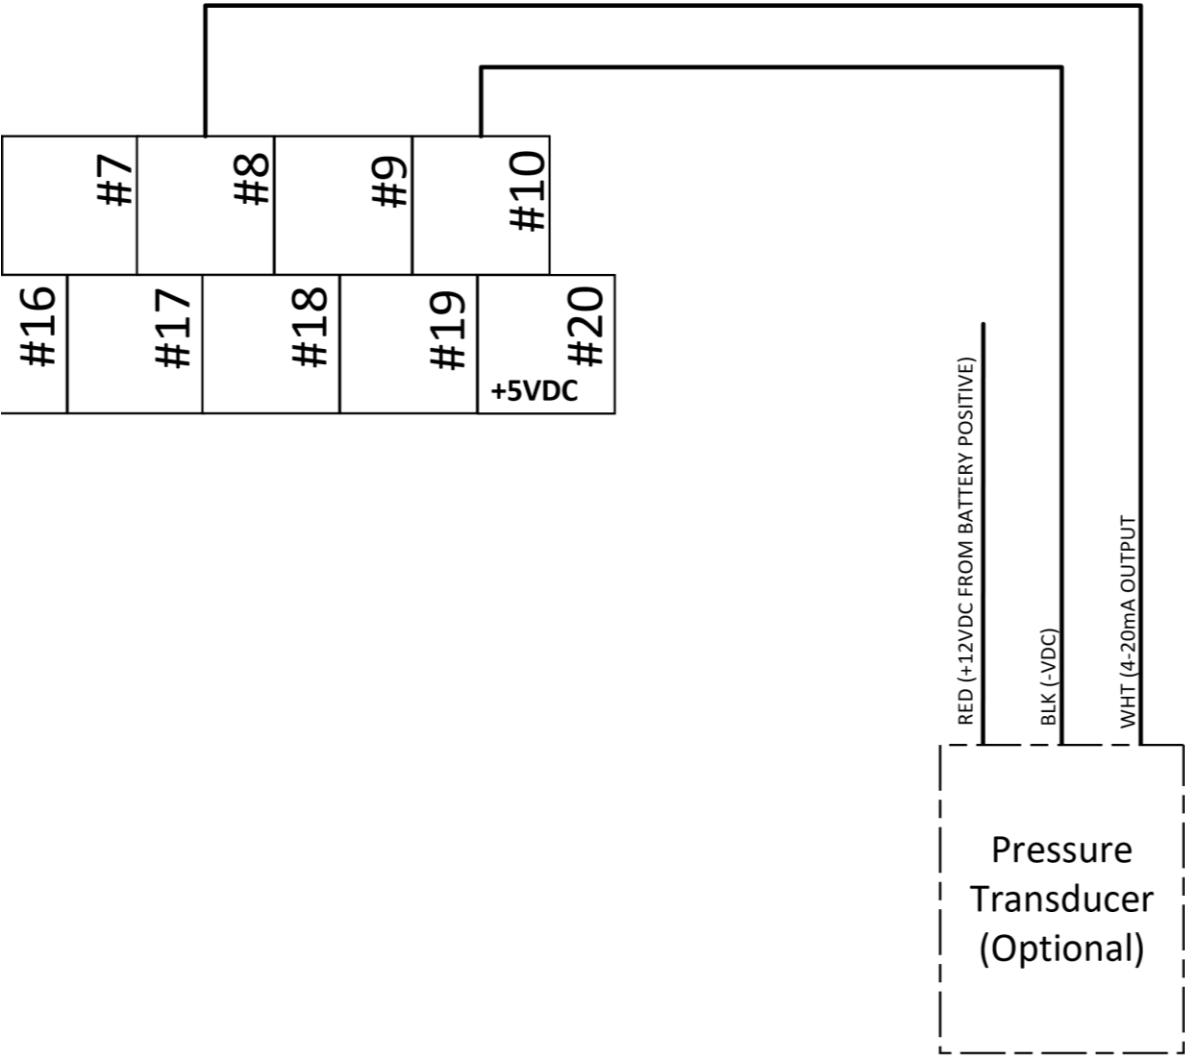 #7
#8
#9
#10
#16
#17
#18
#19
#20
+5VDC
RED (+12VDC FROM BATTERY POSITIVE)
BLK (-VDC)
WHT (4-20mA OUTPUT
Pressure
Transducer
(Optional)